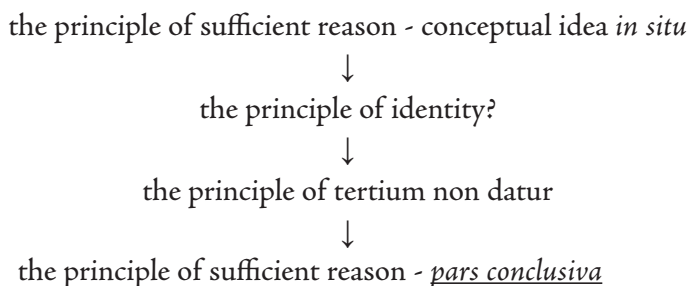 the principle of sufficient reason - conceptual idea in situ
↓
the principle of identity?
↓
the principle of tertium non datur
↓
the principle of sufficient reason - pars conclusiva